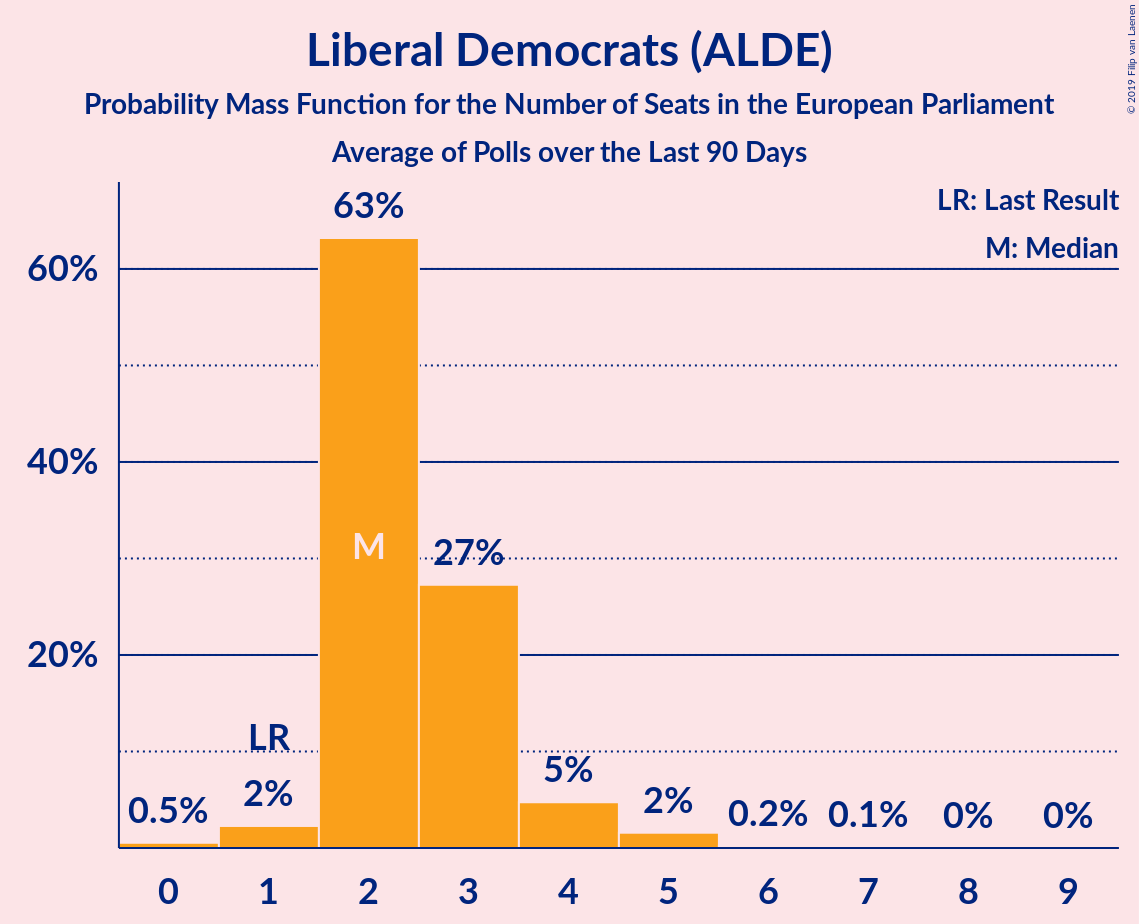 Liberal Democrats (ALDE)
Probability Mass Function for the Number of Seats in the European Parliament
Average of Polls over the Last 90 Days
© 2019 Filip van Laenen
LR: Last Result
M: Median
60%
40%
20%
0.5%
LR
2%
63%
M
27%
5%
2%
0.2%
0.1%
0%
0%
0 1 2 3 4 5 6 7 8 9